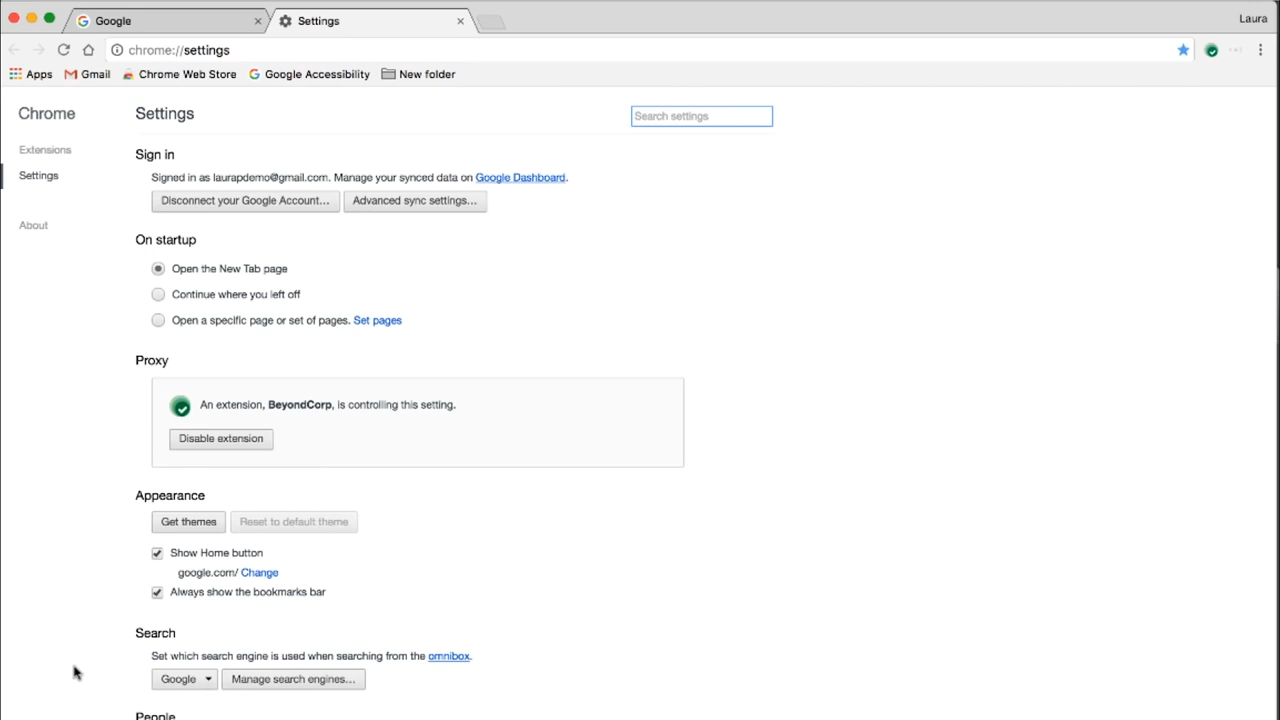 Google
Settings
Laura
chrome://settings
Apps
Gmail
Chrome Web Store
Google Accessibility
New folder
Chrome
Settings
Search settings
Extensions
Settings
About
Sign in
Signed in as laurapdemo@gmail.com. Manage your synced data on Google Dashboard.
Disconnect your Google Account...
Advanced sync settings...
On startup
Open the New Tab page
Continue where you left off
Open a specific page or set of pages. Set pages
Proxy
An extension, BeyondCorp, is controlling this setting.
Disable extension
Appearance
Get themes
Reset to default theme
Show Home button
google.com/ Change
Always show the bookmarks bar
Search
Set which search engine is used when searching from the omnibox.
Google
Manage search engines...
People